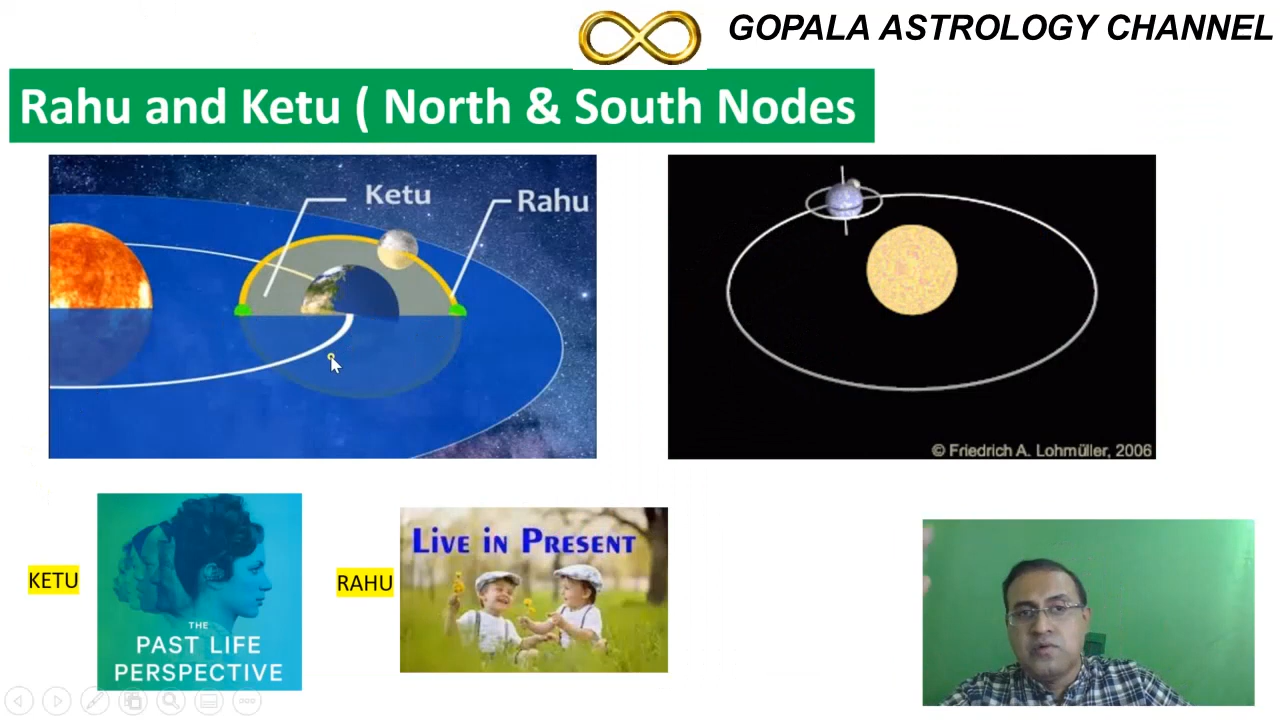 GOPALA ASTROLOGY CHANNEL
Rahu and Ketu ( North & South Nodes
Ketu
Rahu
© Friedrich A. Lohmüller, 2006
KETU
THE
PAST LIFE
PERSPECTIVE
RAHU
LIVE IN PRESENT